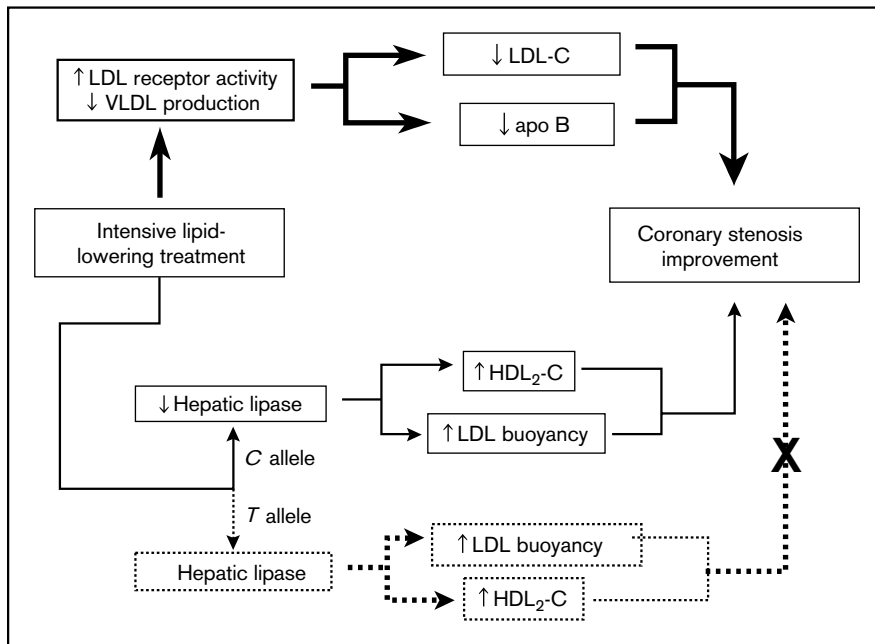 ↑ LDL receptor activity
↓ VLDL production
↓ LDL-C
↓ apo B
Intensive lipid-
lowering treatment
Coronary stenosis
improvement
↓ Hepatic lipase
↑ HDL₂-C
↑ LDL buoyancy
C allele
T allele
Hepatic lipase
↑ LDL buoyancy
↑ HDL₂-C
X